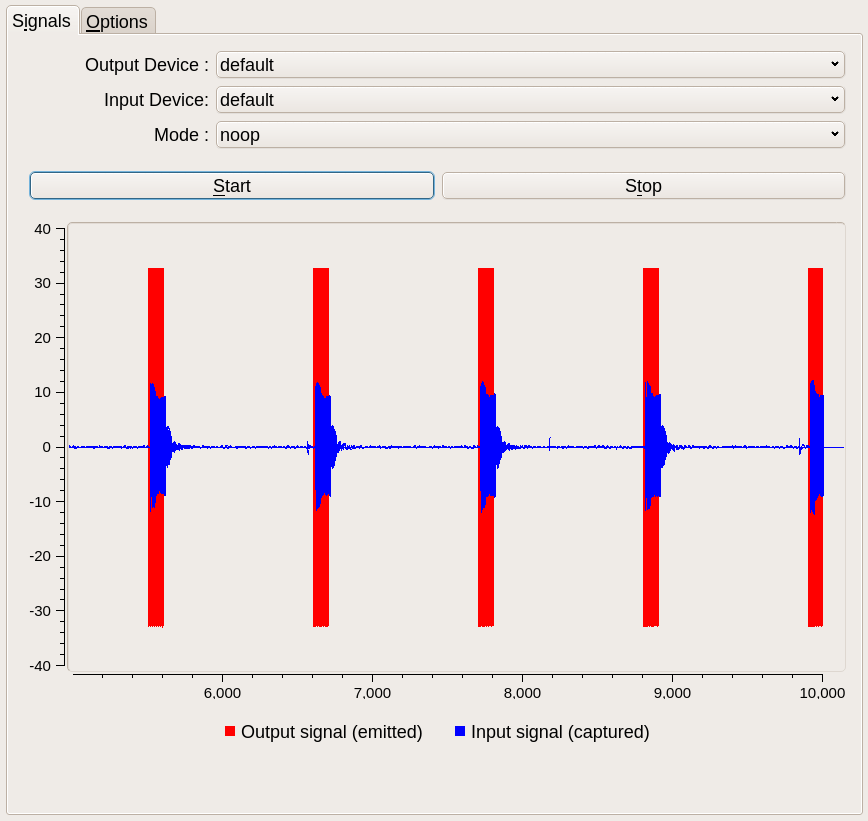 Signals Options
Output Device : default
Input Device: default
Mode : noop
Start Stop
40
30
20
10
0
-10
-20
-30
-40
6,000 7,000 8,000 9,000 10,000
Output signal (emitted) Input signal (captured)